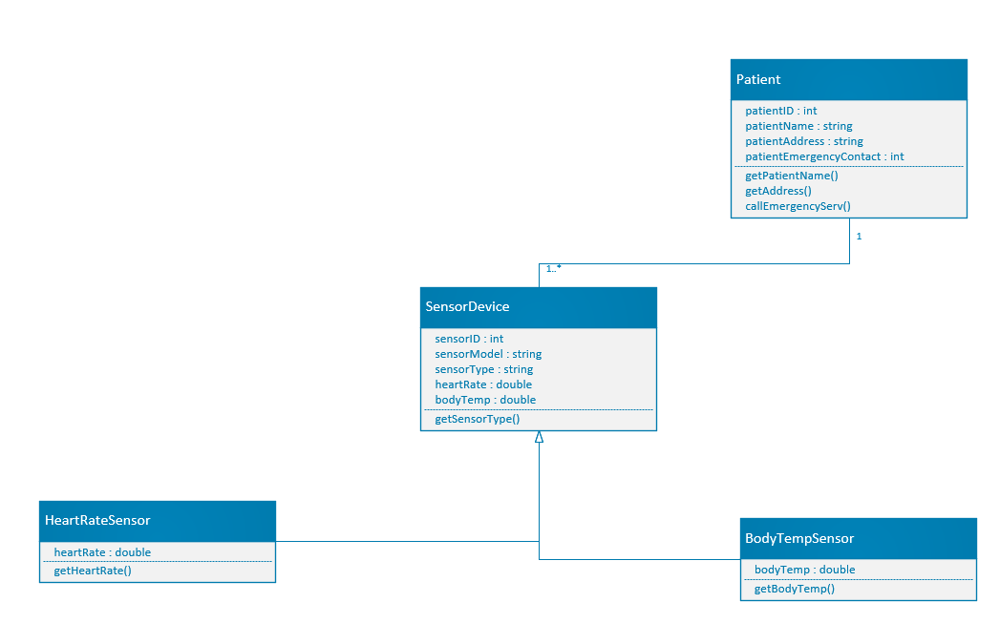 Patient
patientID : int
patientName : string
patientAddress : string
patientEmergencyContact : int
getPatientName()
getAddress()
callEmergencyServ()
1
1..*
SensorDevice
sensorID : int
sensorModel : string
sensorType : string
heartRate : double
bodyTemp : double
getSensorType()
HeartRateSensor
heartRate : double
getHeartRate()
BodyTempSensor
bodyTemp : double
getBodyTemp()